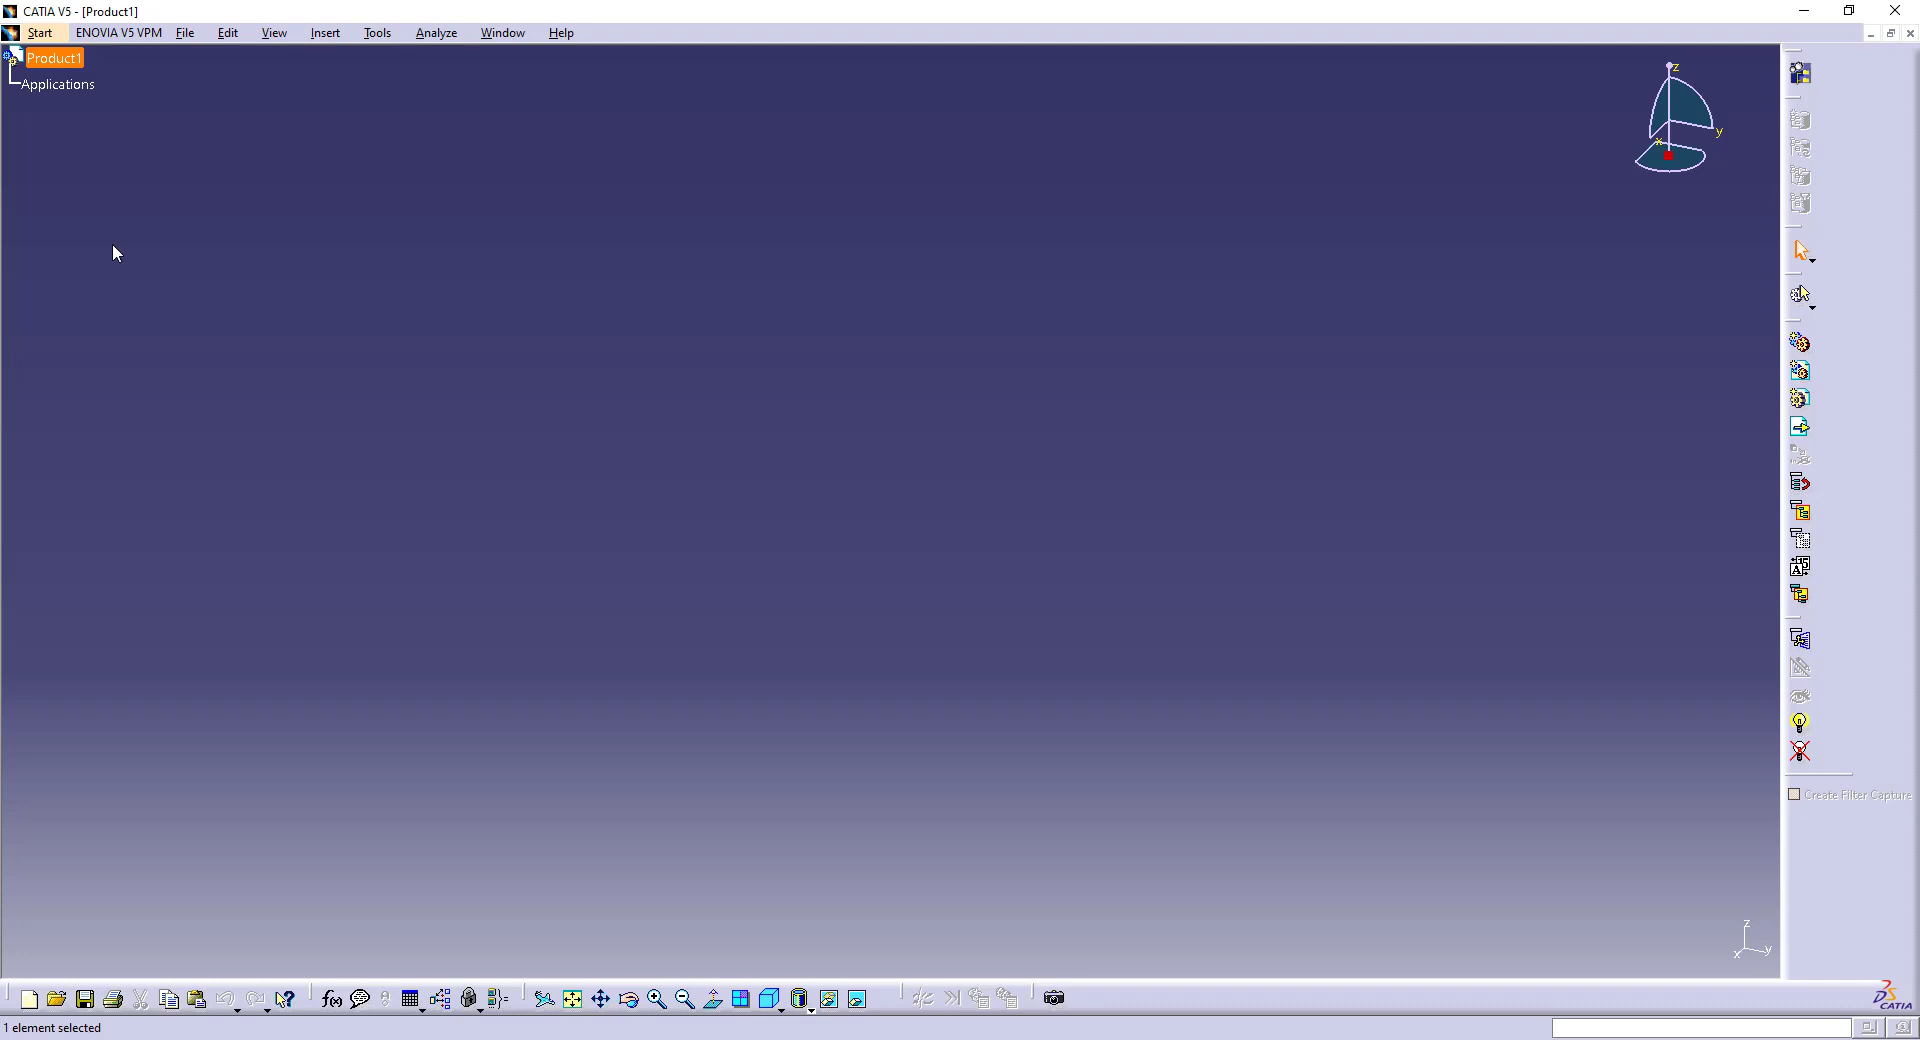 CATIA V5 - [Product1]
Start ENOVIA V5 VPM File Edit View Insert Tools Analyze Window Help
Product1
Applications
z
y
x
Create Filter Capture
z
x y
f(x)
CATIA
1 element selected